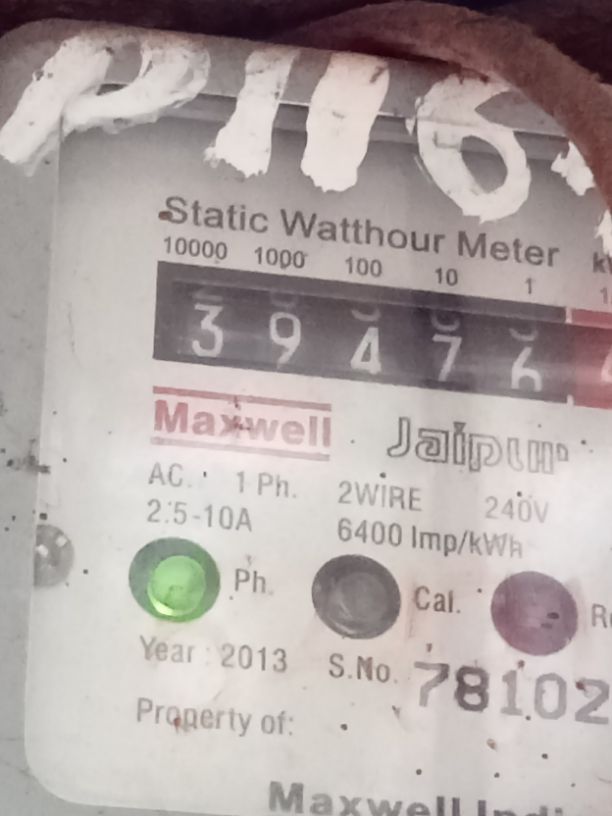 P116
Static Watthour Meter
10000 1000 100 10 1
3 9 4 7 6
Maxwell Jaipur
AC. 1 Ph. 2WIRE 240V
2.5-10A 6400 Imp/kWh
Ph. Cal.
Year : 2013 S.No. 78102
Property of:
Maxwell